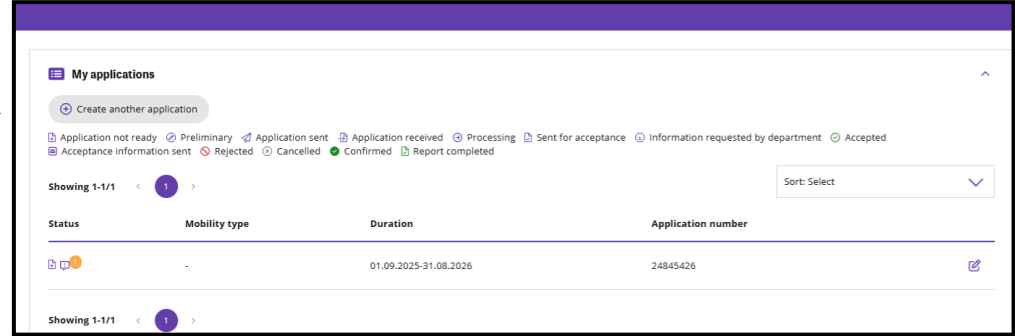 My applications
Create another application
Application not ready Preliminary Application sent Application received Processing Sent for acceptance Information requested by department Accepted
Acceptance information sent Rejected Cancelled Confirmed Report completed
Showing 1-1/1 < 1 > Sort: Select
Status Mobility type Duration Application number
1 - 01.09.2025-31.08.2026 24845426
Showing 1-1/1 < 1 >